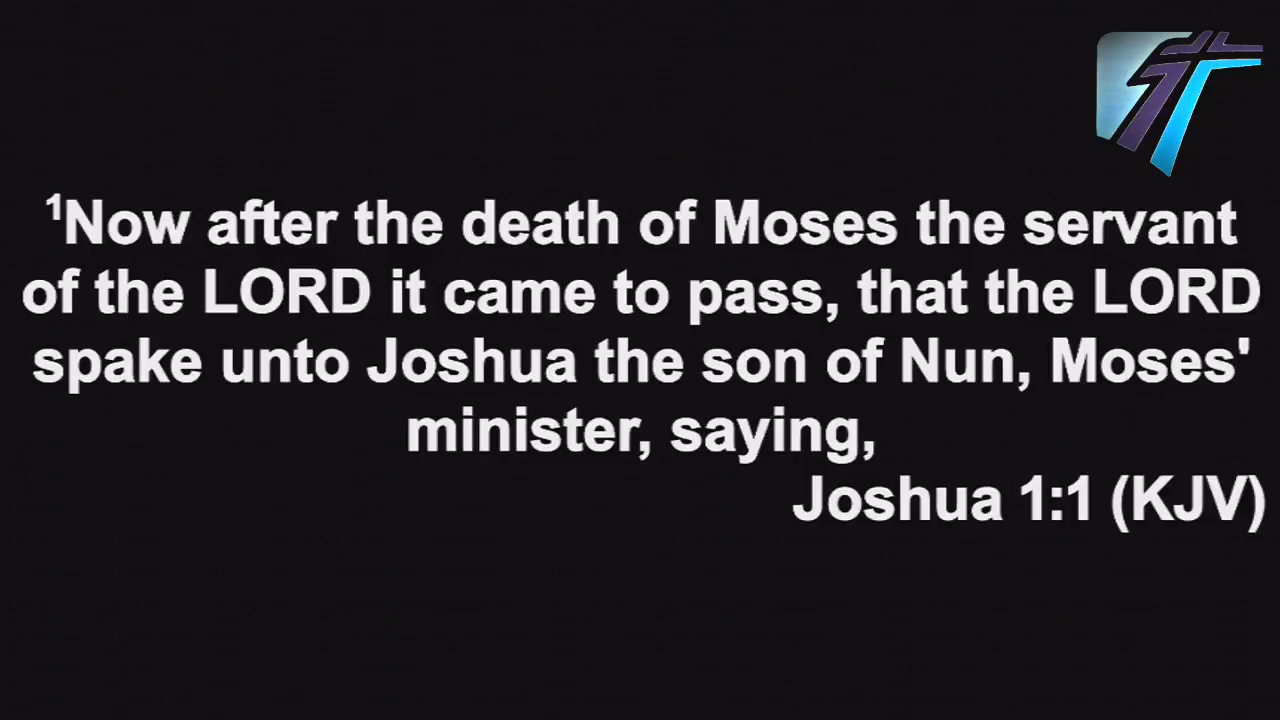 ¹Now after the death of Moses the servant
of the LORD it came to pass, that the LORD
spake unto Joshua the son of Nun, Moses'
minister, saying,
Joshua 1:1 (KJV)